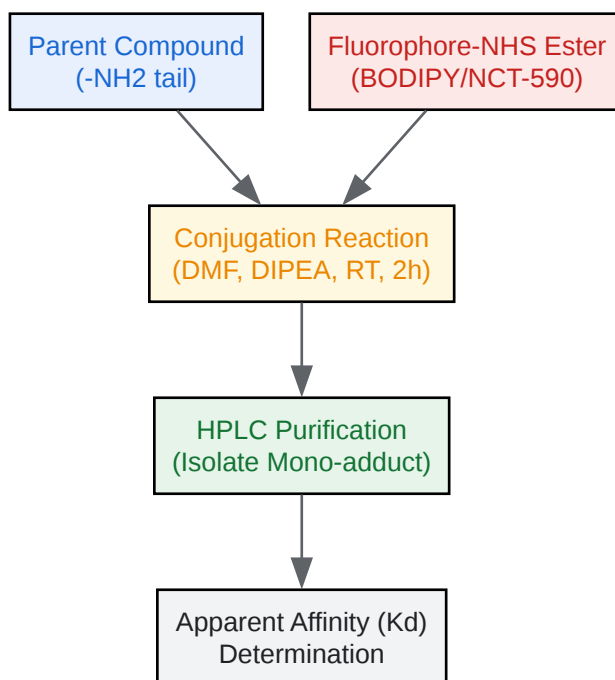 Parent Compound
(-NH2 tail)
Fluorophore-NHS Ester
(BODIPY/NCT-590)
Conjugation Reaction
(DMF, DIPEA, RT, 2h)
HPLC Purification
(Isolate Mono-adduct)
Apparent Affinity (Kd)
Determination